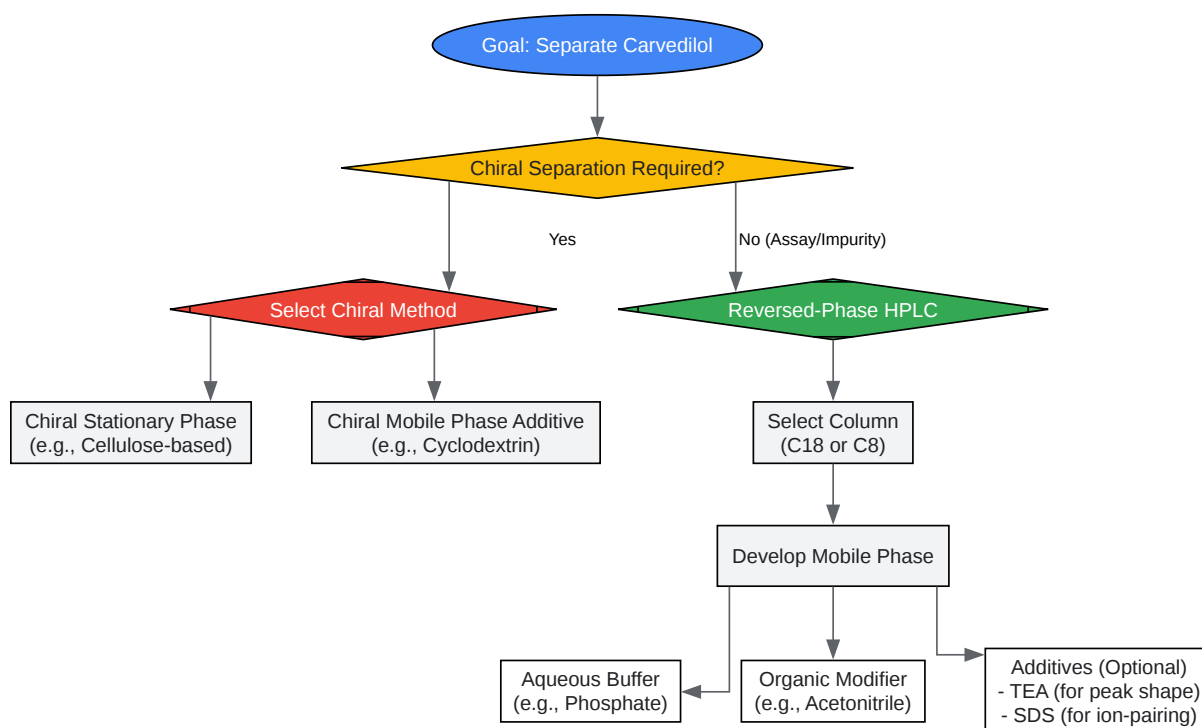 Goal: Separate Carvedilol
Chiral Separation Required?
Yes
No (Assay/Impurity)
Select Chiral Method
Reversed-Phase HPLC
Chiral Stationary Phase
(e.g., Cellulose-based)
Chiral Mobile Phase Additive
(e.g., Cyclodextrin)
Select Column
(C18 or C8)
Develop Mobile Phase
Aqueous Buffer
(e.g., Phosphate)
Organic Modifier
(e.g., Acetonitrile)
Additives (Optional)
- TEA (for peak shape)
- SDS (for ion-pairing)